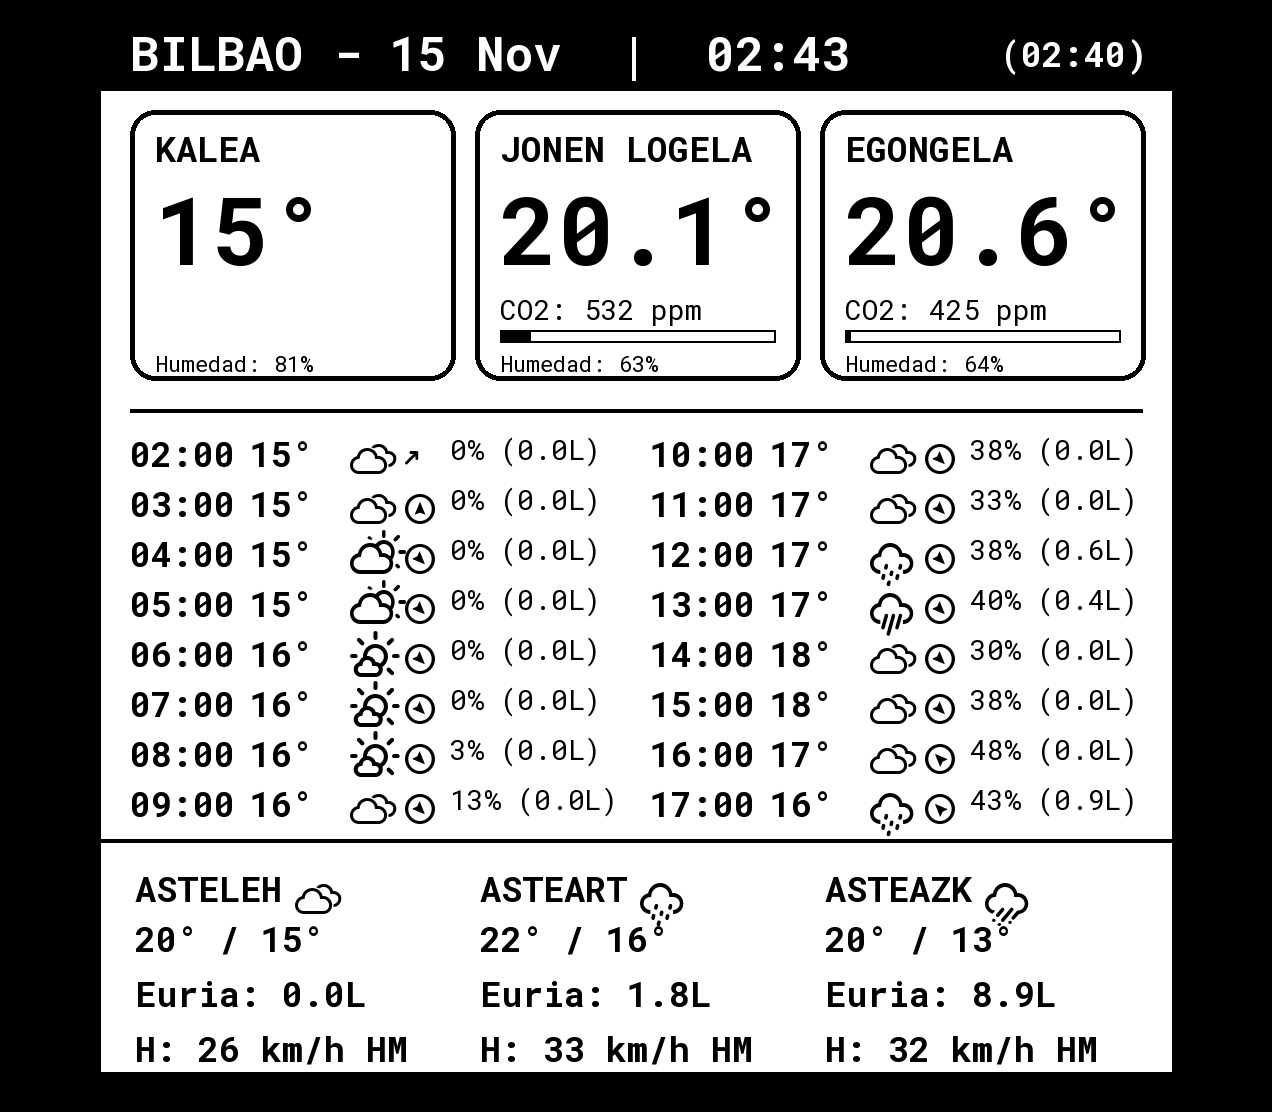 BILBAO - 15 Nov | 02:43 (02:40)
KALEA
15°
Humedad: 81%
JONEN LOGELA
20.1°
CO2: 532 ppm
Humedad: 63%
EGONGELA
20.6°
CO2: 425 ppm
Humedad: 64%
02:00 15° 0% (0.0L)
03:00 15° 0% (0.0L)
04:00 15° 0% (0.0L)
05:00 15° 0% (0.0L)
06:00 16° 0% (0.0L)
07:00 16° 0% (0.0L)
08:00 16° 3% (0.0L)
09:00 16° 13% (0.0L)
10:00 17° 38% (0.0L)
11:00 17° 33% (0.0L)
12:00 17° 38% (0.6L)
13:00 17° 40% (0.4L)
14:00 18° 30% (0.0L)
15:00 18° 38% (0.0L)
16:00 17° 48% (0.0L)
17:00 16° 43% (0.9L)
ASTELEH
20° / 15°
Euria: 0.0L
H: 26 km/h HM
ASTEART
22° / 16°
Euria: 1.8L
H: 33 km/h HM
ASTEAZK
20° / 13°
Euria: 8.9L
H: 32 km/h HM